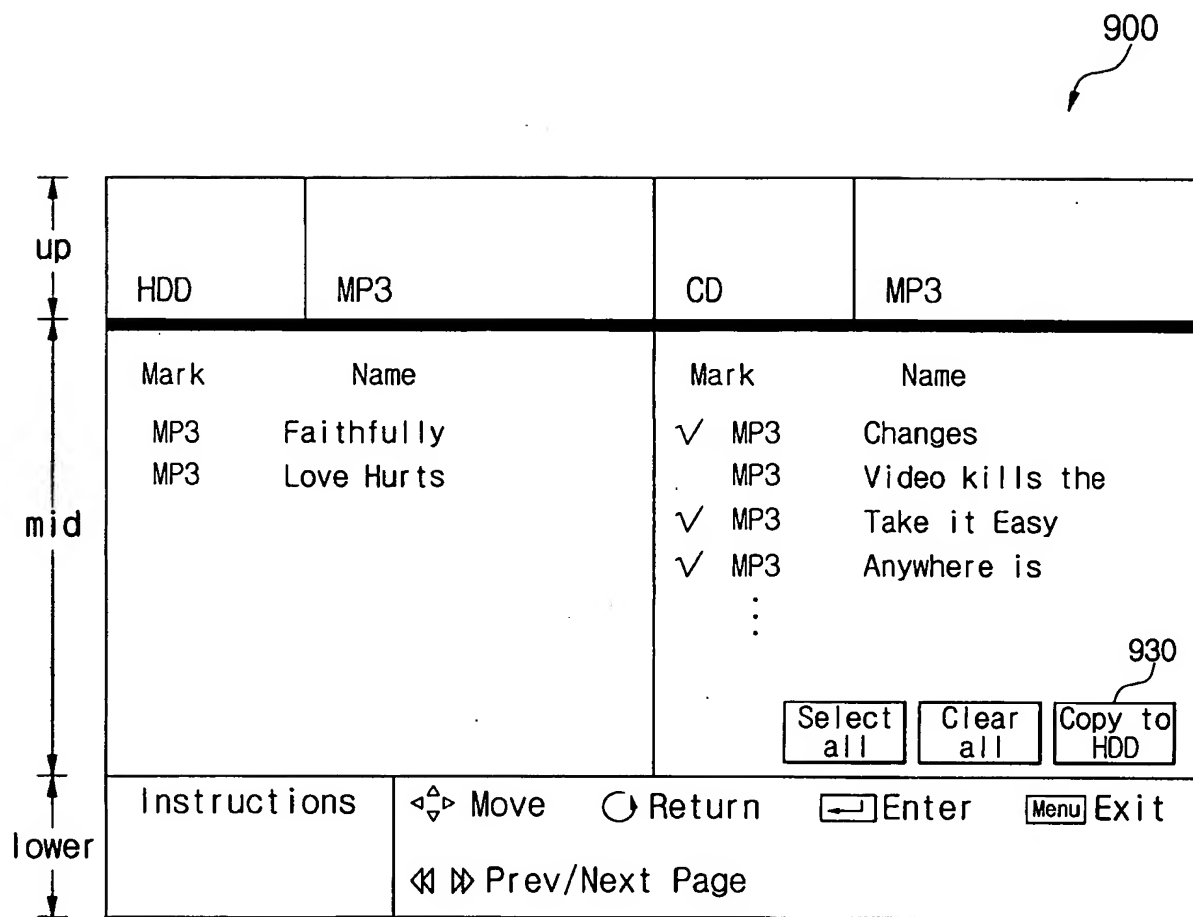 900
up
HDD MP3 CD MP3
Mark Name Mark Name
MP3 Faithfully √ MP3 Changes
MP3 Love Hurts MP3 Video kills the
mid
√ MP3 Take it Easy
√ MP3 Anywhere is
⋮
930
Select all Clear all Copy to HDD
Instructions Move Return Enter Menu Exit
lower
Prev/Next Page